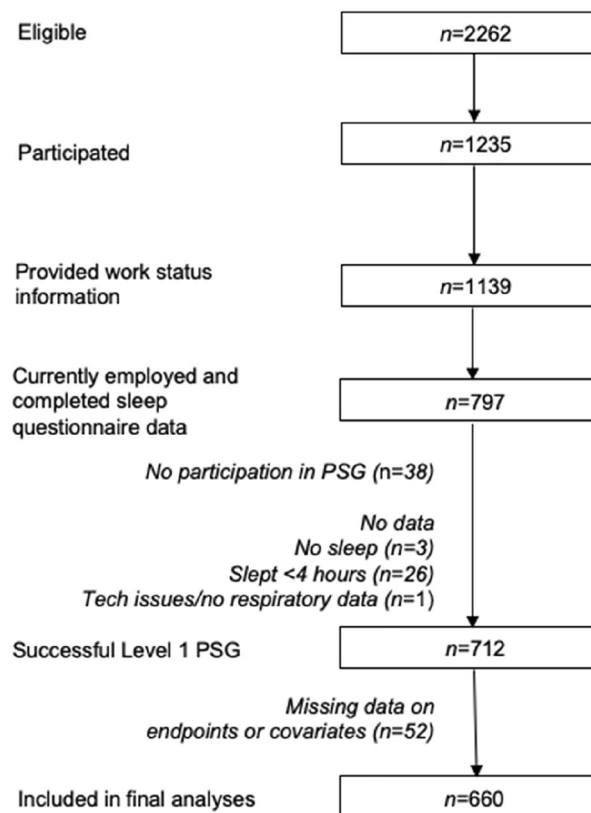 Eligible
n=2262
Participated
n=1235
Provided work status
information
n=1139
Currently employed and
completed sleep
questionnaire data
n=797
No participation in PSG (n=38)
No data
No sleep (n=3)
Slept <4 hours (n=26)
Tech issues/no respiratory data (n=1)
Successful Level 1 PSG
n=712
Missing data on
endpoints or covariates (n=52)
Included in final analyses
n=660